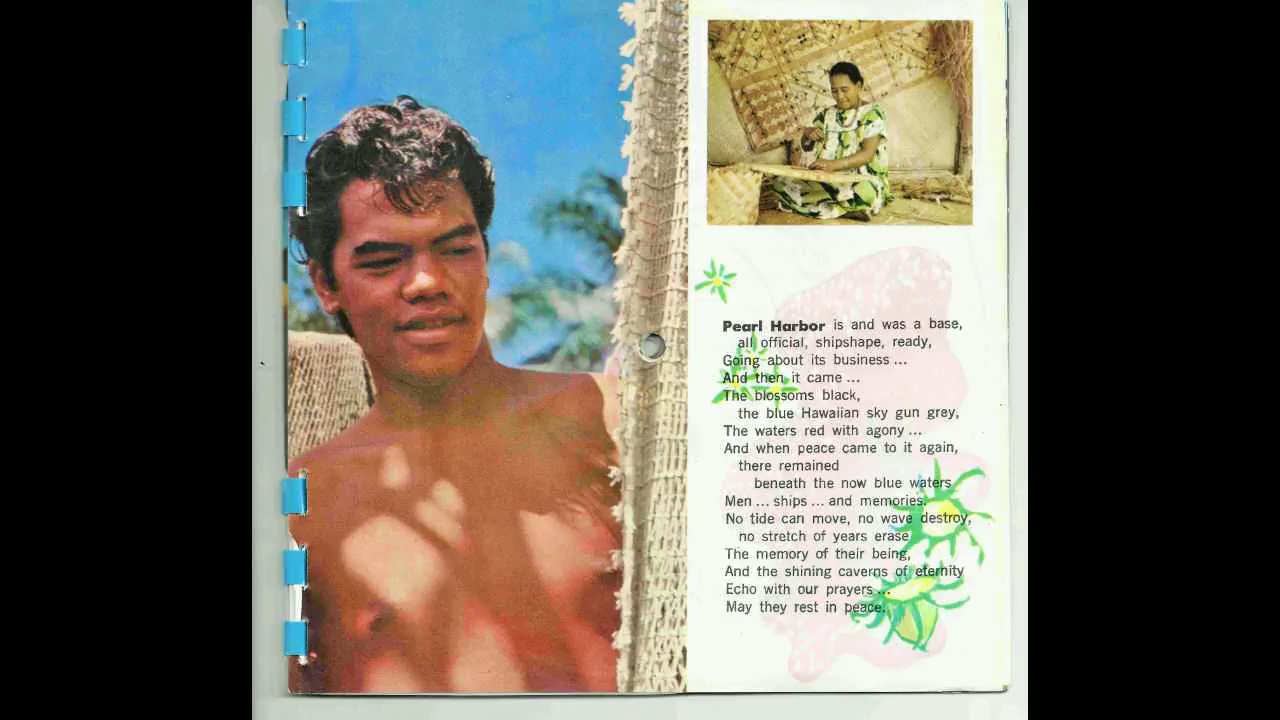 Pearl Harbor is and was a base,
all official, shipshape, ready,
Going about its business ...
And then it came ...
The blossoms black,
the blue Hawaiian sky gun grey,
The waters red with agony ...
And when peace came to it again,
there remained
beneath the now blue waters
Men ... ships ... and memories.
No tide can move, no wave destroy,
no stretch of years erase
The memory of their being,
And the shining caverns of eternity
Echo with our prayers ...
May they rest in peace.